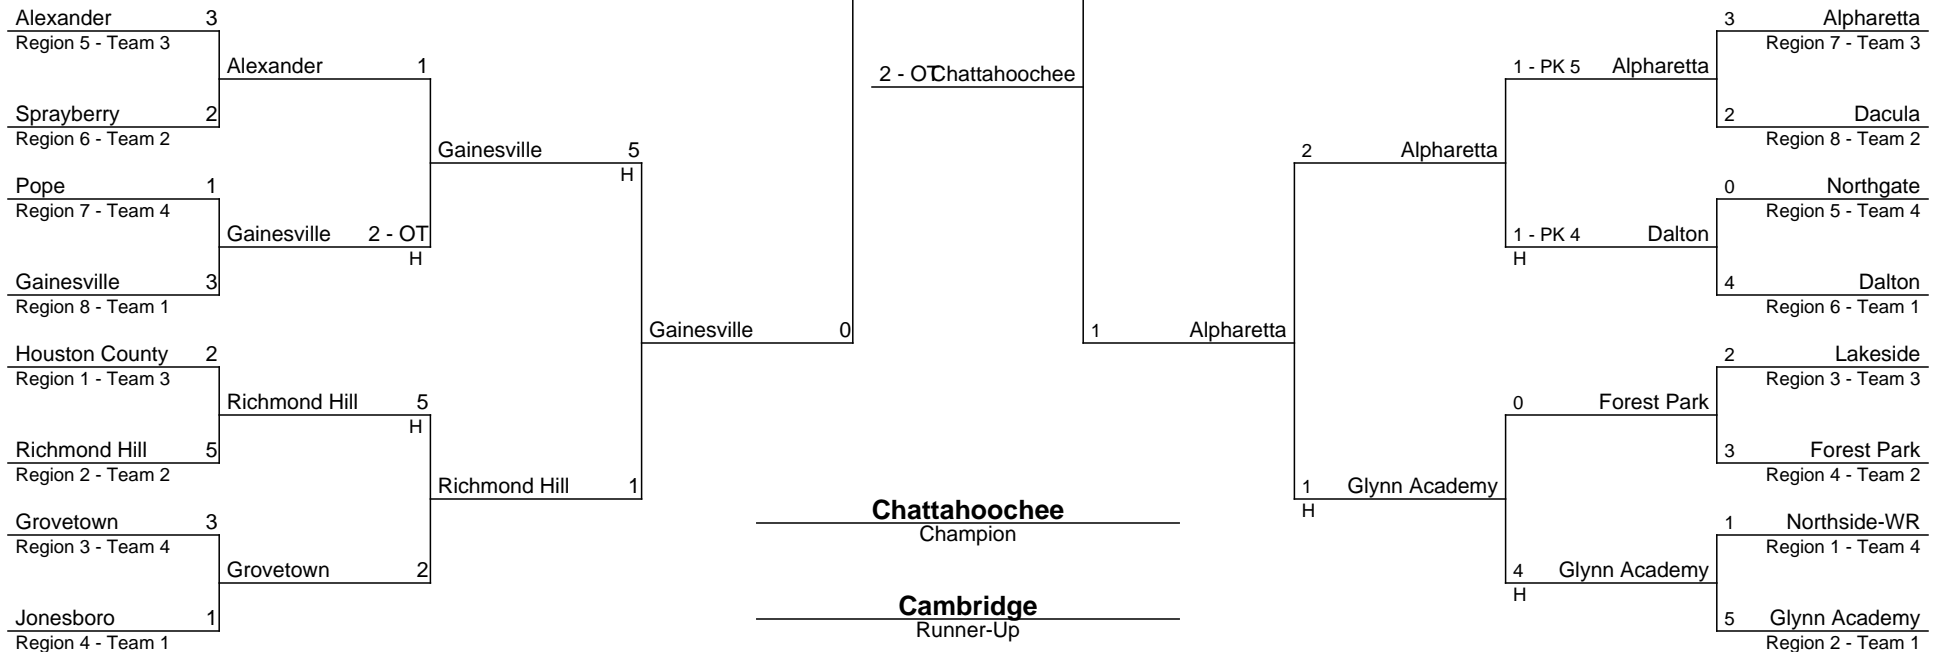 Alexander 3
Region 5 - Team 3
Sprayberry 2
Region 6 - Team 2
Pope 1
Region 7 - Team 4
Gainesville 3
Region 8 - Team 1
Houston County 2
Region 1 - Team 3
Richmond Hill 5
Region 2 - Team 2
Grovetown 3
Region 3 - Team 4
Jonesboro 1
Region 4 - Team 1
Alexander 1
Gainesville 2 - OT
H
Richmond Hill 5
H
Grovetown 2
Gainesville 5
H
Richmond Hill 1
Gainesville 0
2 - OT Chattahoochee
Chattahoochee
Champion
Cambridge
Runner-Up
1 Alpharetta
2 Alpharetta
1 Glynn Academy
H
1 - PK 5 Alpharetta
1 - PK 4 Dalton
H
0 Forest Park
4 Glynn Academy
H
3 Alpharetta
Region 7 - Team 3
2 Dacula
Region 8 - Team 2
0 Northgate
Region 5 - Team 4
4 Dalton
Region 6 - Team 1
2 Lakeside
Region 3 - Team 3
3 Forest Park
Region 4 - Team 2
1 Northside-WR
Region 1 - Team 4
5 Glynn Academy
Region 2 - Team 1